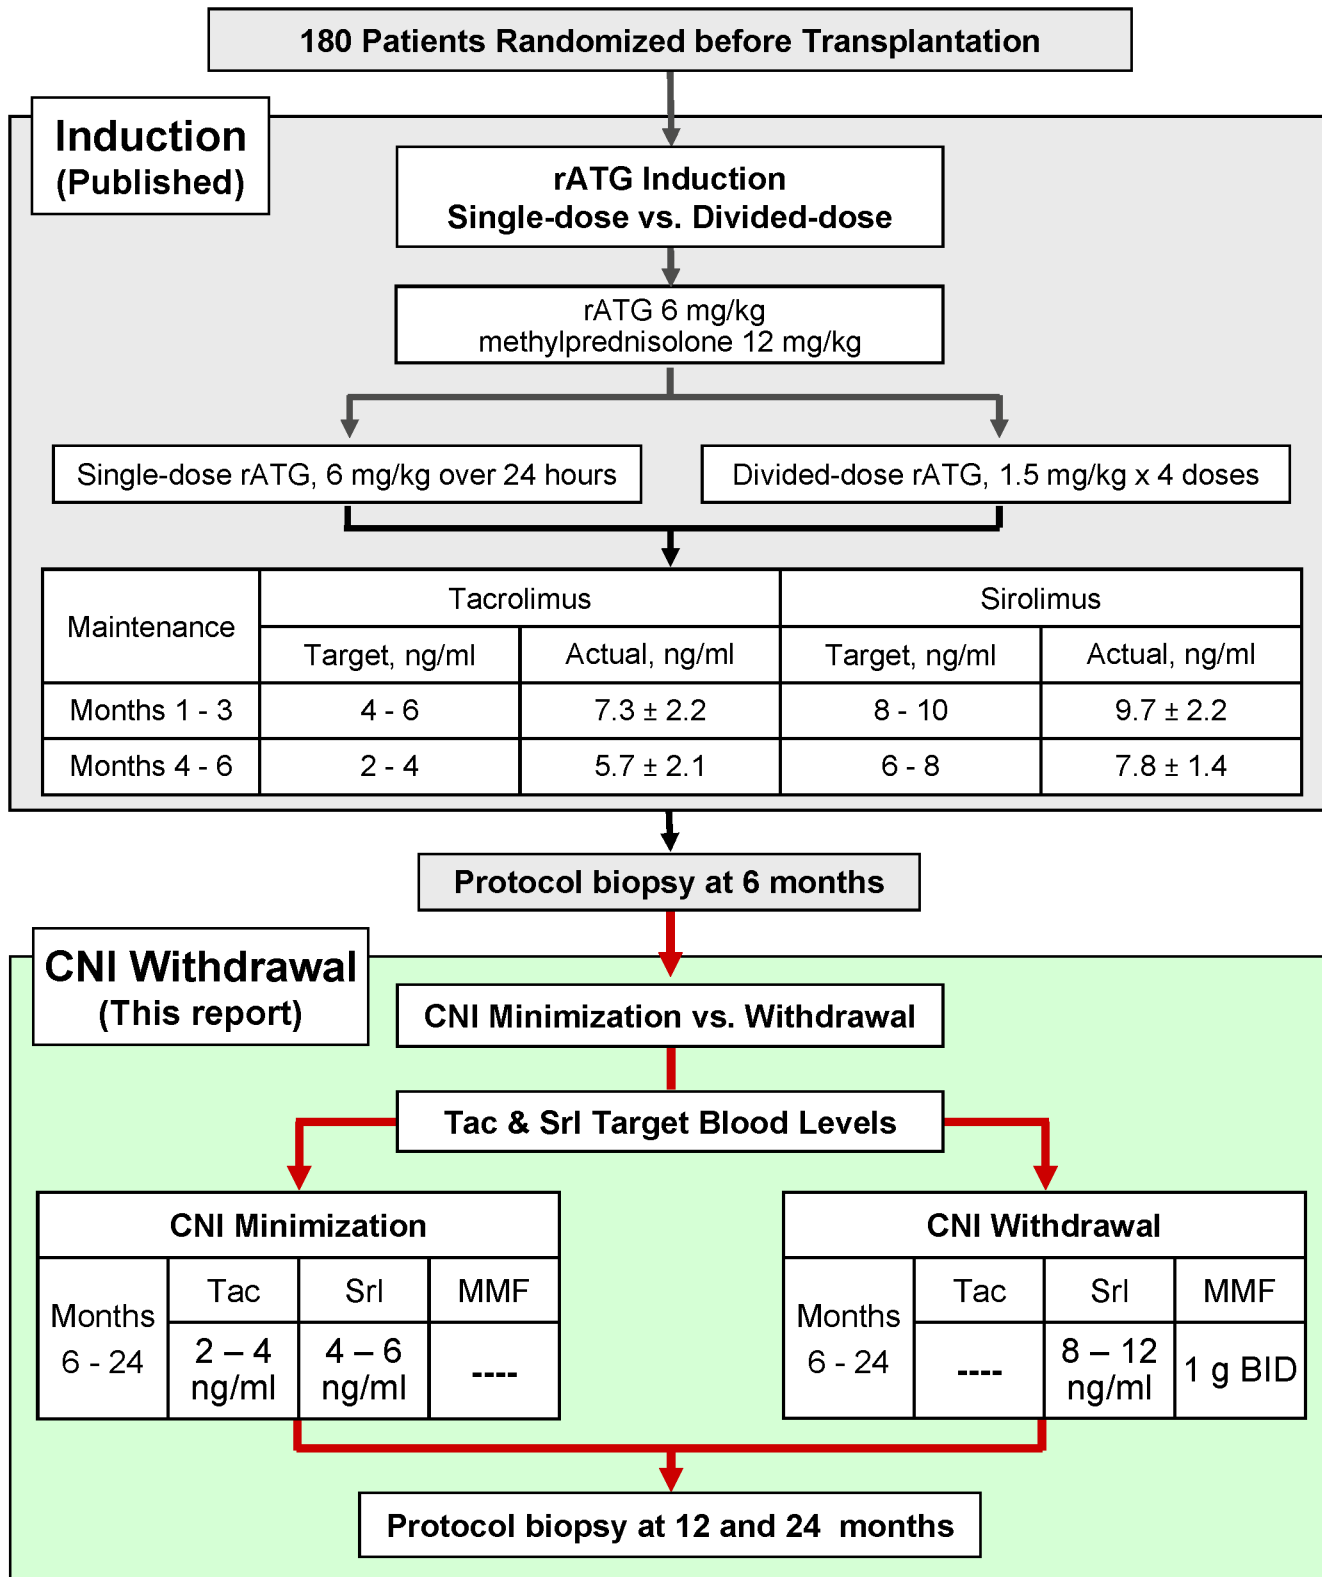 180 Patients Randomized before Transplantation
Induction
(Published)
rATG Induction
Single-dose vs. Divided-dose
rATG 6 mg/kg
methylprednisolone 12 mg/kg
Single-dose rATG, 6 mg/kg over 24 hours
Divided-dose rATG, 1.5 mg/kg x 4 doses
Maintenance Tacrolimus Sirolimus
Target, ng/ml Actual, ng/ml Target, ng/ml Actual, ng/ml
Months 1 - 3 4 - 6 7.3 ± 2.2 8 - 10 9.7 ± 2.2
Months 4 - 6 2 - 4 5.7 ± 2.1 6 - 8 7.8 ± 1.4
Protocol biopsy at 6 months
CNI Withdrawal
(This report)
CNI Minimization vs. Withdrawal
Tac & Srl Target Blood Levels
CNI Minimization
Tac Srl MMF
Months
6 - 24
2 – 4
ng/ml
4 – 6
ng/ml
----
CNI Withdrawal
Tac Srl MMF
Months
6 - 24
----
8 – 12
ng/ml
1 g BID
Protocol biopsy at 12 and 24 months